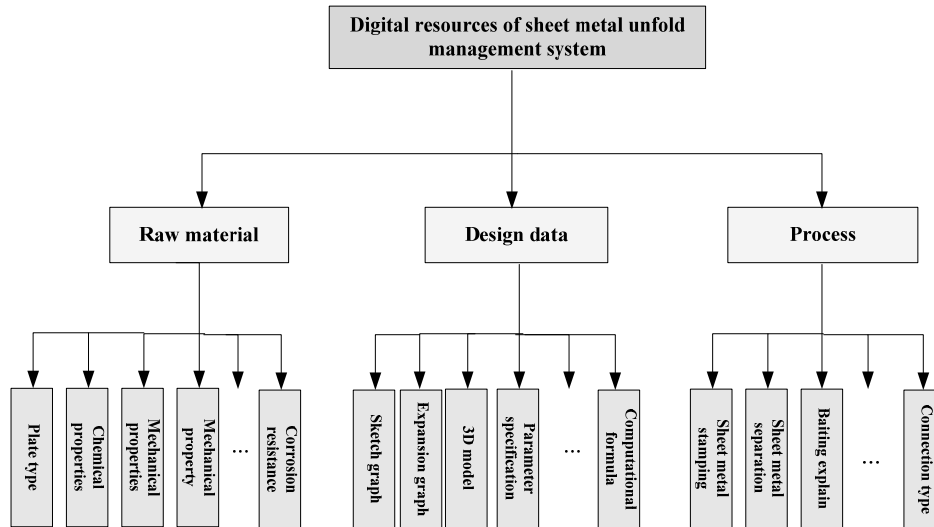 Digital resources of sheet metal unfold
management system
Raw material
Design data
Process
Plate type
Chemical
properties
Mechanical
properties
Mechanical
property
...
Corrosion
resistance
Sketch graph
Expansion graph
3D model
Parameter
specification
...
Computational
formula
Sheet metal
stamping
Sheet metal
separation
Baiting explain
...
Connection type